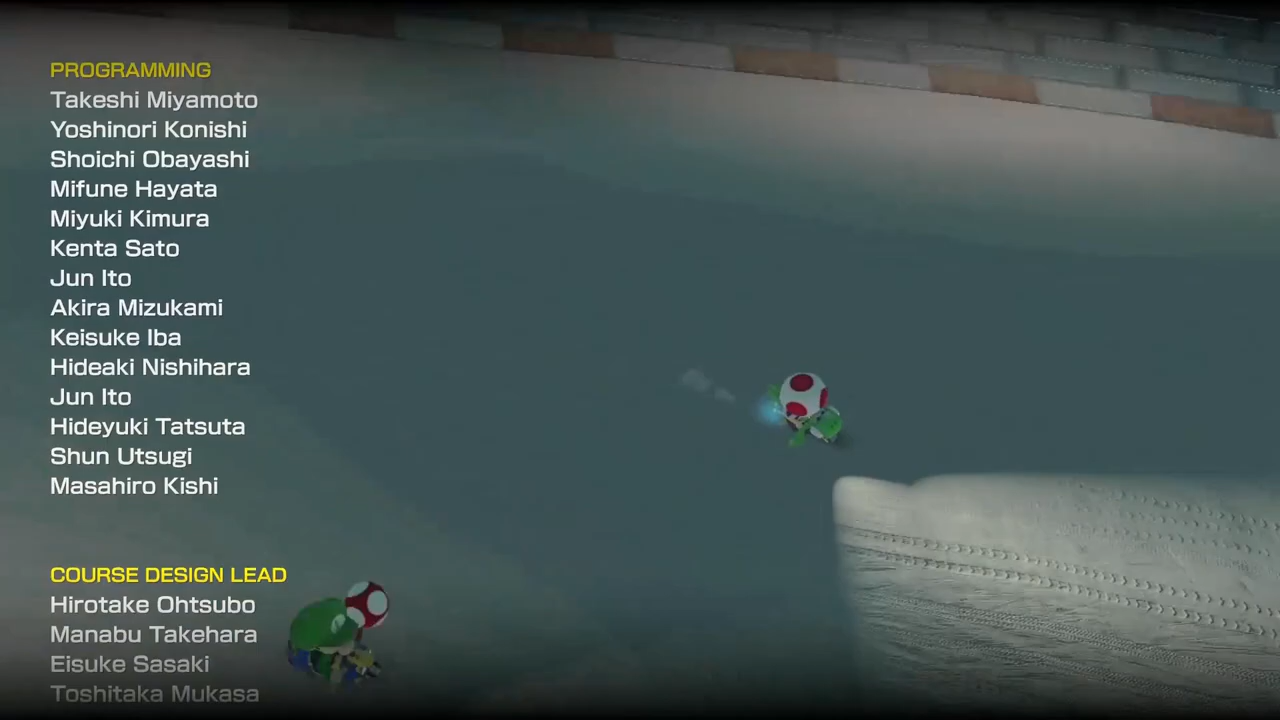 PROGRAMMING
Takeshi Miyamoto
Yoshinori Konishi
Shoichi Obayashi
Mifune Hayata
Miyuki Kimura
Kenta Sato
Jun Ito
Akira Mizukami
Keisuke Iba
Hideaki Nishihara
Jun Ito
Hideyuki Tatsuta
Shun Utsugi
Masahiro Kishi
COURSE DESIGN LEAD
Hirotake Ohtsubo
Manabu Takehara
Eisuke Sasaki
Toshitaka Mukasa